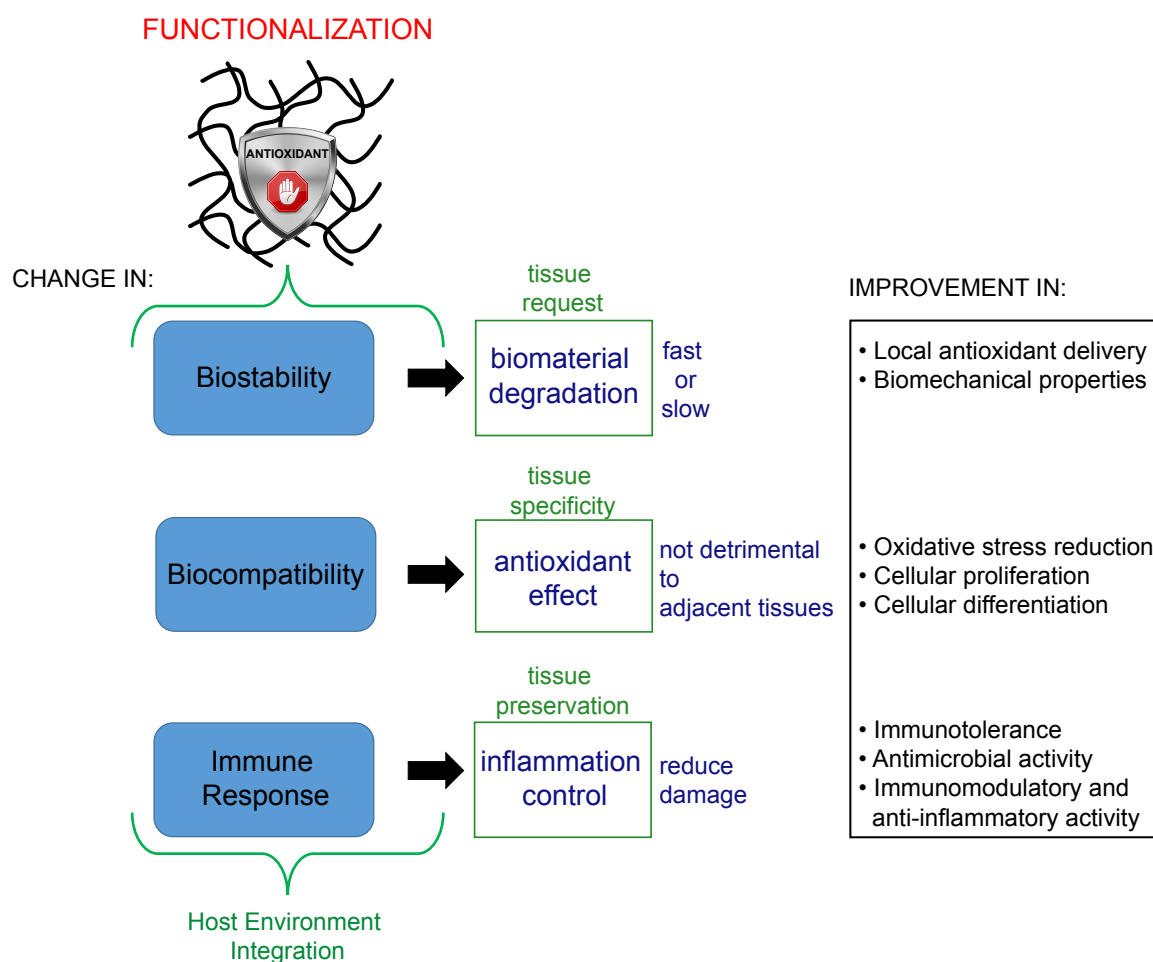 FUNCTIONALIZATION
ANTIOXIDANT
CHANGE IN:
tissue
request
IMPROVEMENT IN:
Biostability
biomaterial
degradation
fast
or
slow
• Local antioxidant delivery
• Biomechanical properties
tissue
specificity
Biocompatibility
antioxidant
effect
not detrimental
to
adjacent tissues
• Oxidative stress reduction
• Cellular proliferation
• Cellular differentiation
tissue
preservation
Immune
Response
inflammation
control
reduce
damage
• Immunotolerance
• Antimicrobial activity
• Immunomodulatory and
anti-inflammatory activity
Host Environment
Integration